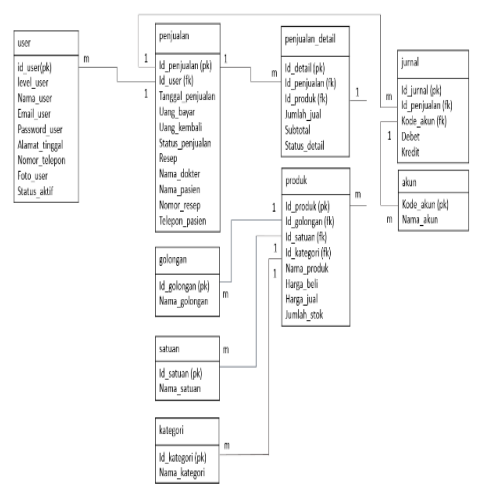 user
id_user(pk)
level_user
Nama_user
Email_user
Password_user
Alamat_tinggal
Nomor_telepon
Foto_user
Status_aktif
m
1
penjualan
Id_penjualan (pk)
Id_user (fk)
Tanggal_penjualan
Uang_bayar
Uang_kembali
Status_penjualan
Resep
Nama_dokter
Nama_pasien
Nomor_resep
Telepon_pasien
1
1
m
penjualan_detail
Id_detail (pk)
Id_penjualan (fk)
Id_produk (fk)
Jumlah_jual
Subtotal
Status_detail
1
m
1
jurnal
Id_jurnal (pk)
Id_penjualan (fk)
Kode_akun (fk)
Debet
Kredit
akun
Kode_akun (pk)
Nama_akun
m
produk
Id_produk (pk)
Id_golongan (fk)
Id_satuan (fk)
Id_kategori (fk)
Nama_produk
Harga_beli
Harga_jual
Jumlah_stok
m
1
1
1
golongan
Id_golongan (pk)
Nama_golongan
m
satuan
Id_satuan (pk)
Nama_satuan
m
kategori
Id_kategori (pk)
Nama_kategori
m